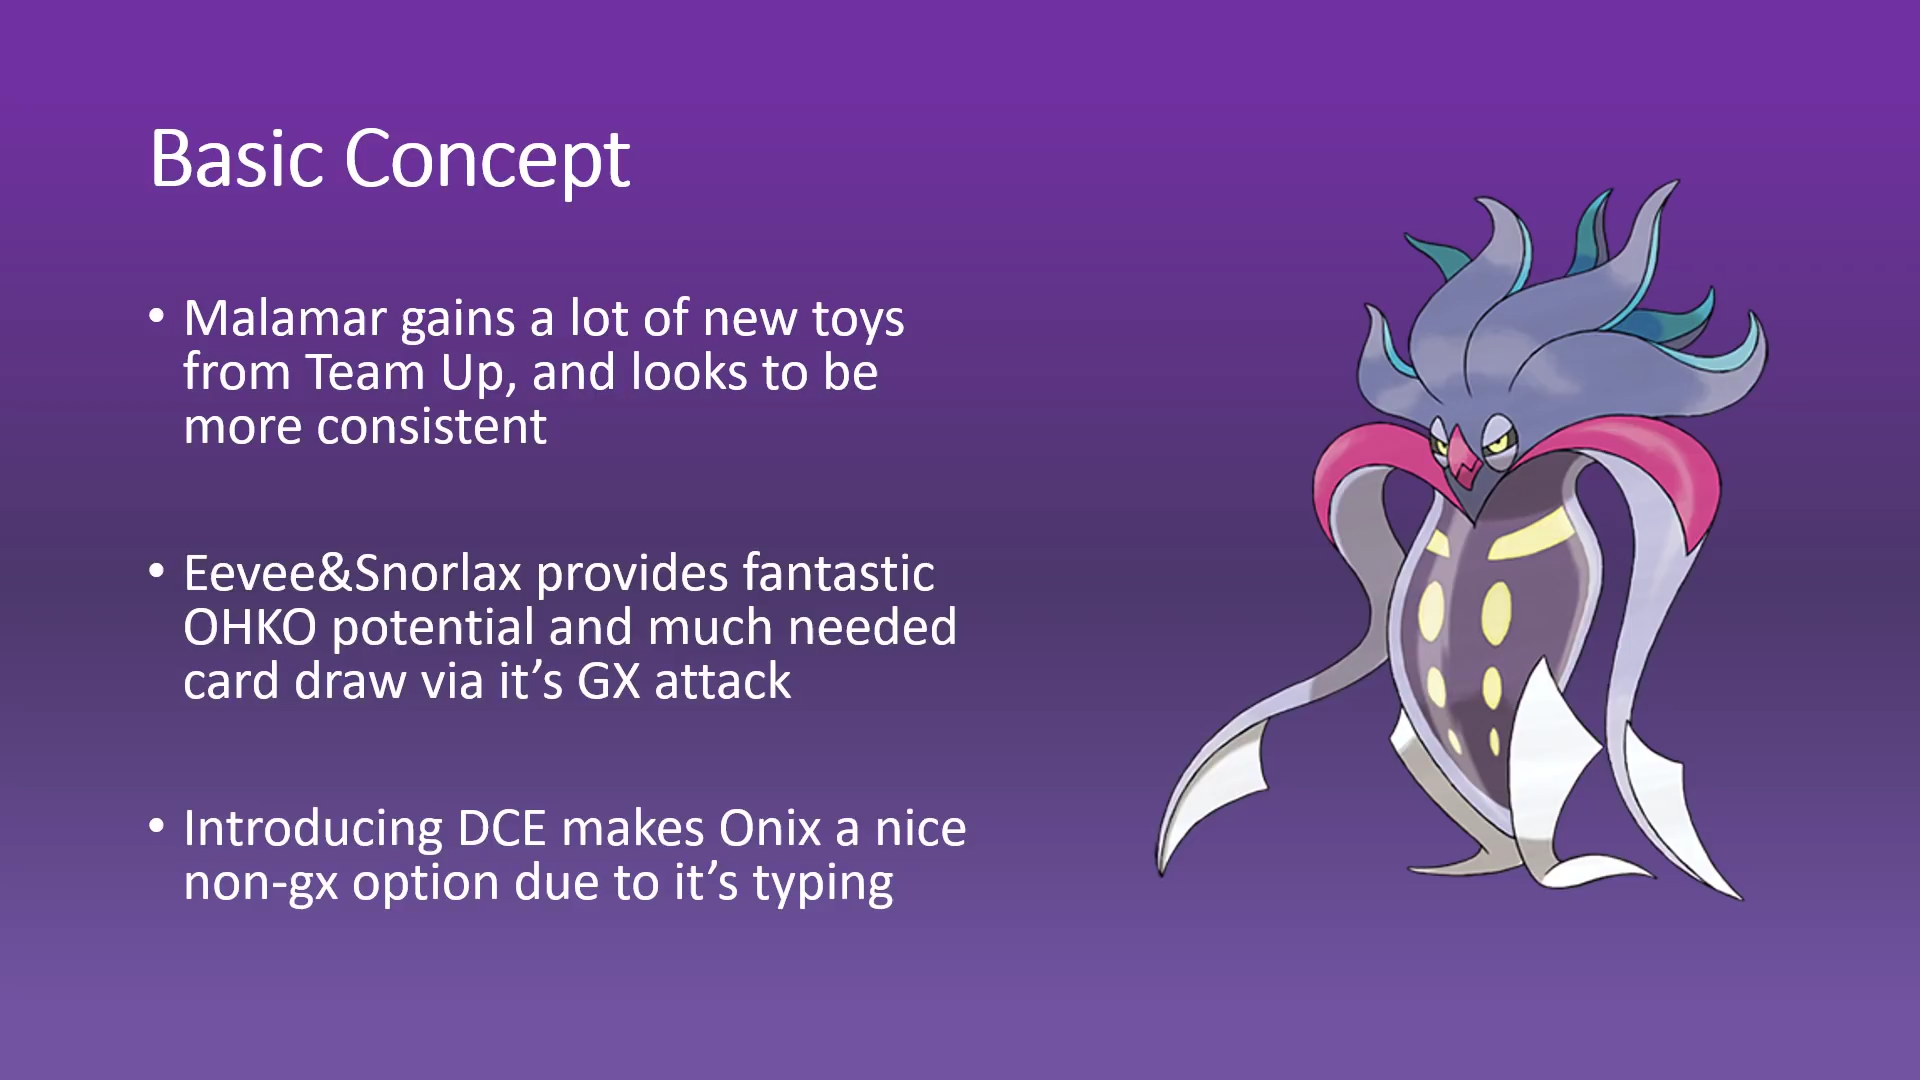 Basic Concept
• Malamar gains a lot of new toys
from Team Up, and looks to be
more consistent
• Eevee&Snorlax provides fantastic
OHKO potential and much needed
card draw via it’s GX attack
• Introducing DCE makes Onix a nice
non-gx option due to it’s typing